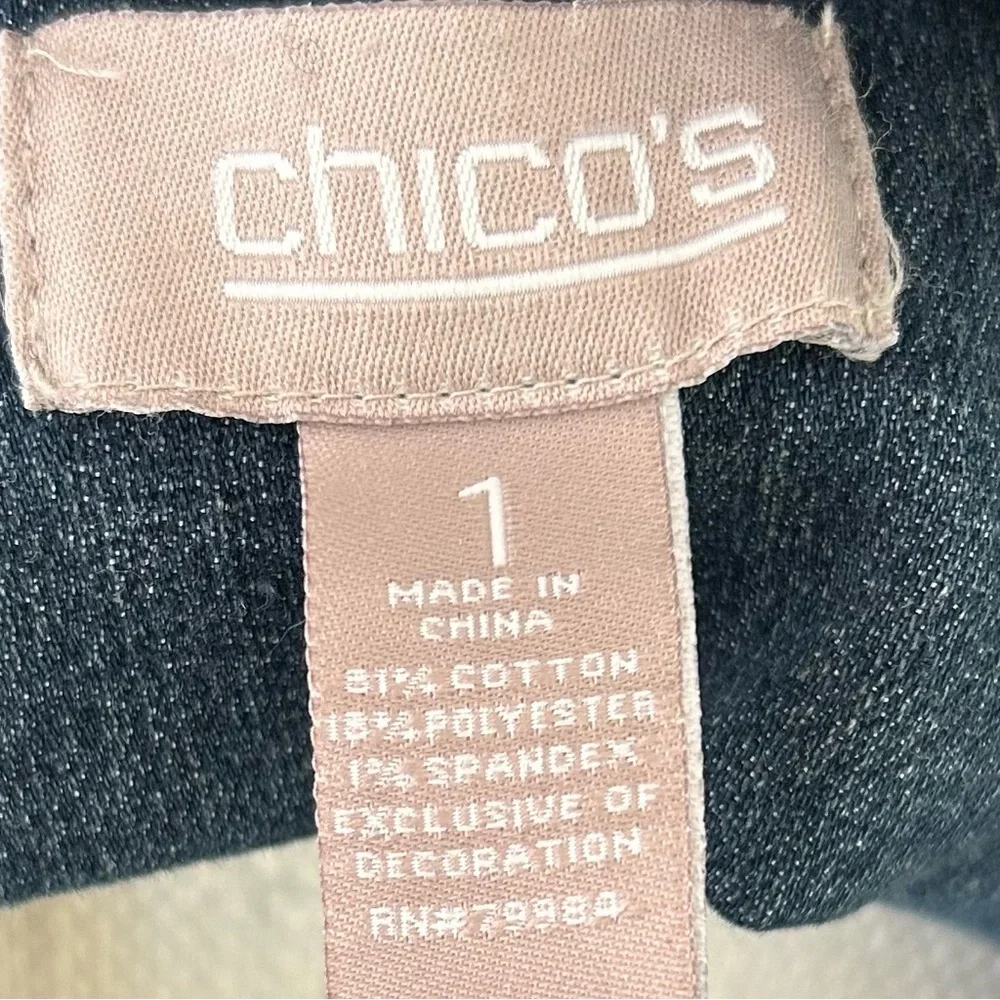 chico's
1
MADE IN
CHINA
81% COTTON
18% POLYESTER
1% SPANDEX
EXCLUSIVE OF
DECORATION
RN#79984